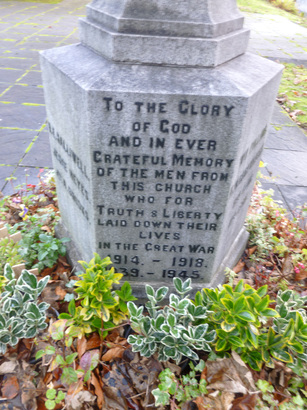 To the Glory
of God
and in ever
Grateful Memory
of the men from
this church
who for
Truth & Liberty
laid down their
lives
in the Great War
1914. - 1918.
39. - 1945.